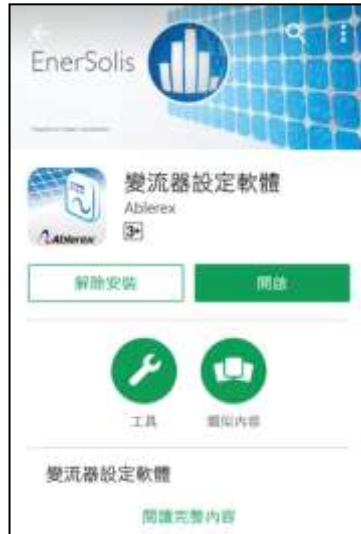 EnerSolis
變流器設定軟體
Ablerex
3+
Ablerex
解除安裝
開啟
工具
類似內容
變流器設定軟體
閱讀完整內容